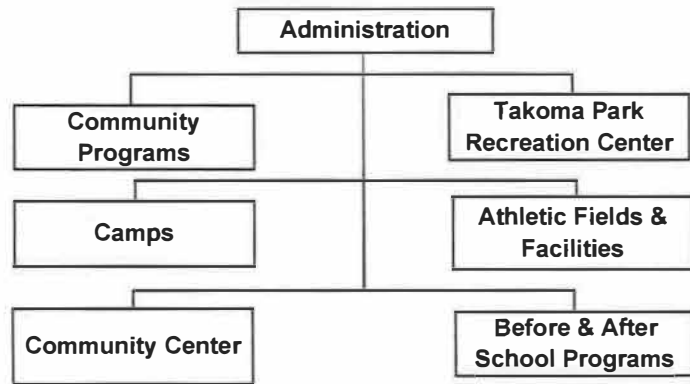 Administration
Community
Programs
Takoma Park
Recreation Center
Camps
Athletic Fields &
Facilities
Community Center
Before & After
School Programs